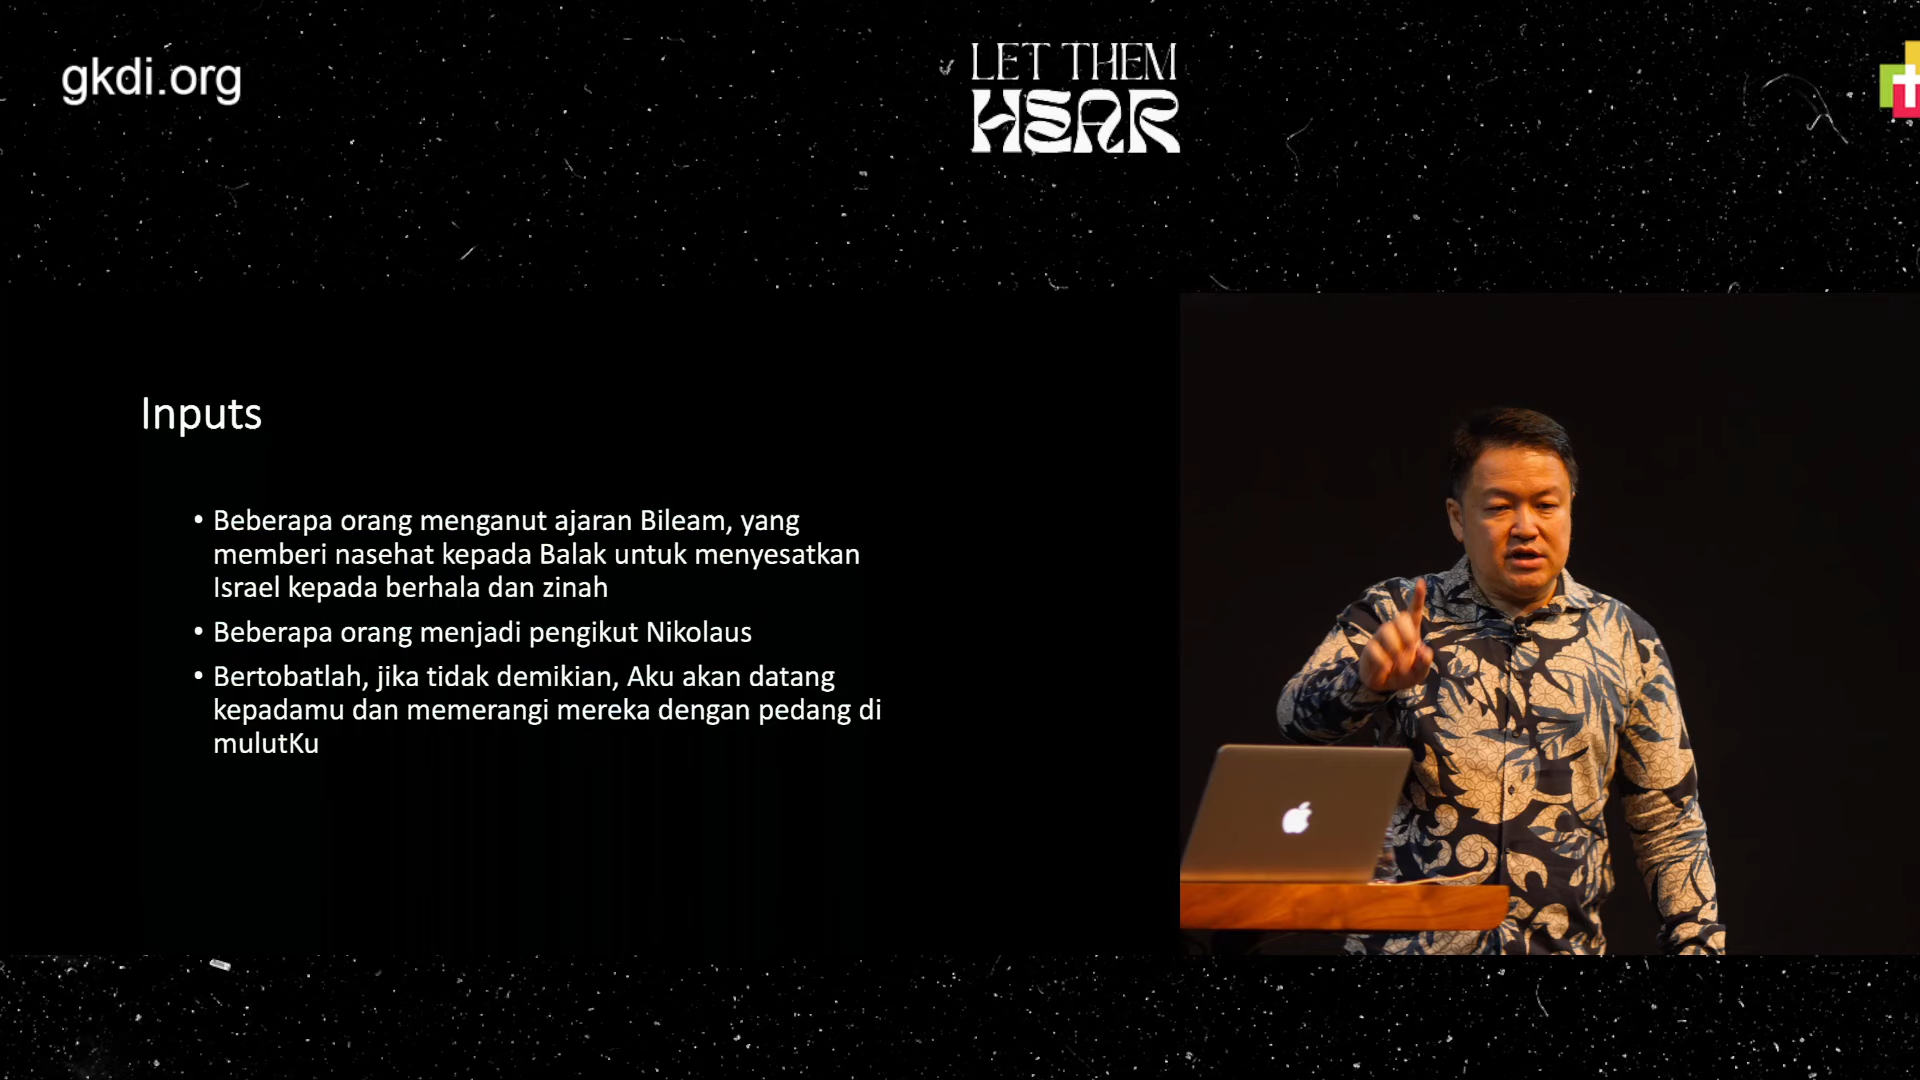 gkdi.org
LET THEM
HEAR
Inputs
• Beberapa orang menganut ajaran Bileam, yang
memberi nasehat kepada Balak untuk menyesatkan
Israel kepada berhala dan zinah
• Beberapa orang menjadi pengikut Nikolaus
• Bertobatlah, jika tidak demikian, Aku akan datang
kepadamu dan memerangi mereka dengan pedang di
mulutKu